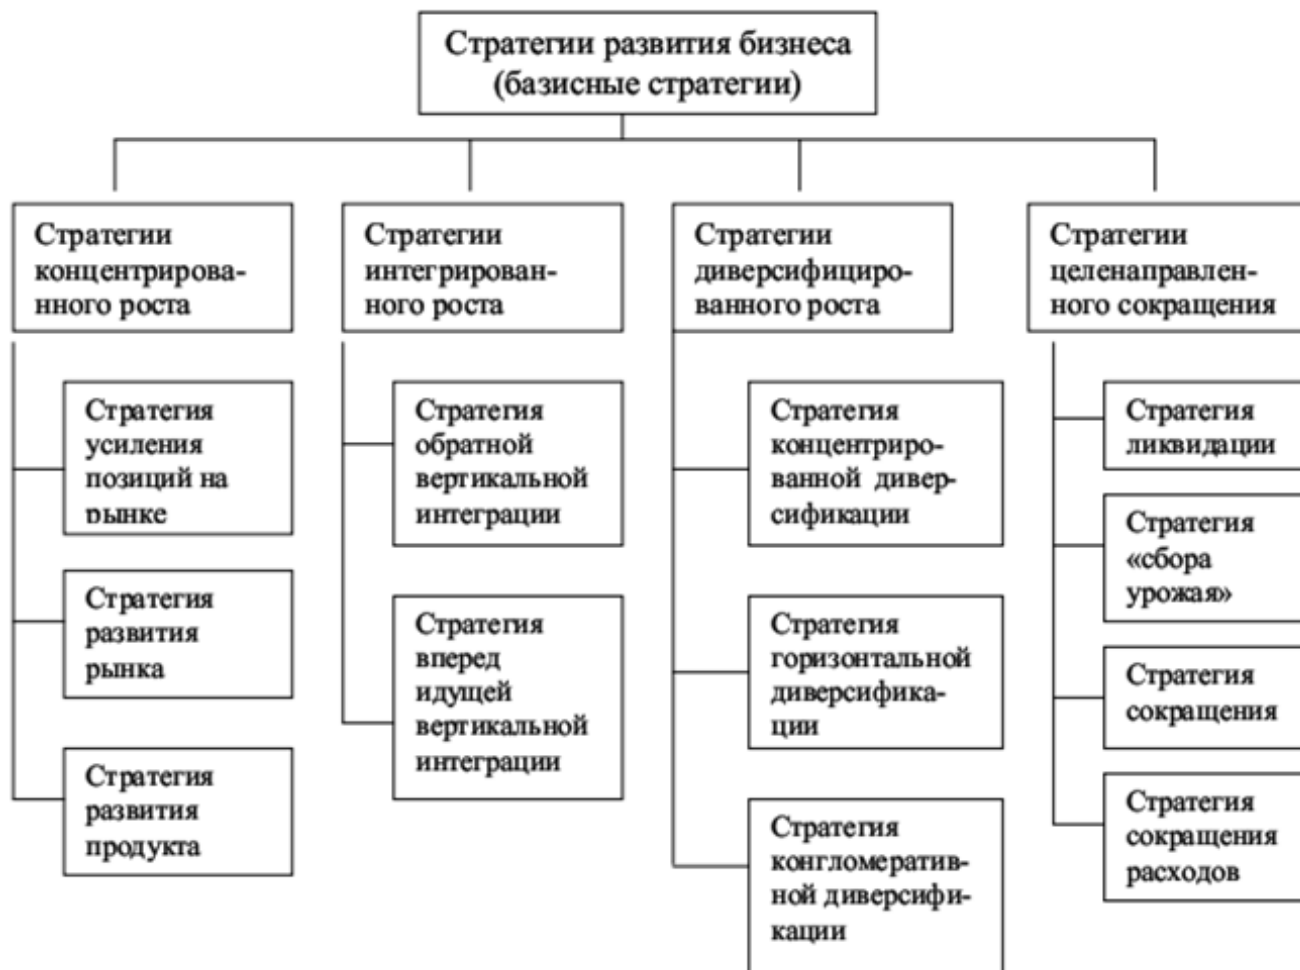 Стратегии развития бизнеса
(базисные стратегии)
Стратегии
концентрирова-
нного роста
Стратегия
усиления
позиций на
рынке
Стратегия
развития
рынка
Стратегия
развития
продукта
Стратегии
интегрирован-
ного роста
Стратегия
обратной
вертикальной
интеграции
Стратегия
вперед
идущей
вертикальной
интеграции
Стратегии
диверсифициро-
ванного роста
Стратегия
концентриро-
ванной дивер-
сификации
Стратегия
горизонтальной
диверсифика-
ции
Стратегия
конгломератив-
ной диверсифи-
кации
Стратегии
целенаправлен-
ного сокращения
Стратегия
ликвидации
Стратегия
«сбора
урожая»
Стратегия
сокращения
Стратегия
сокращения
расходов